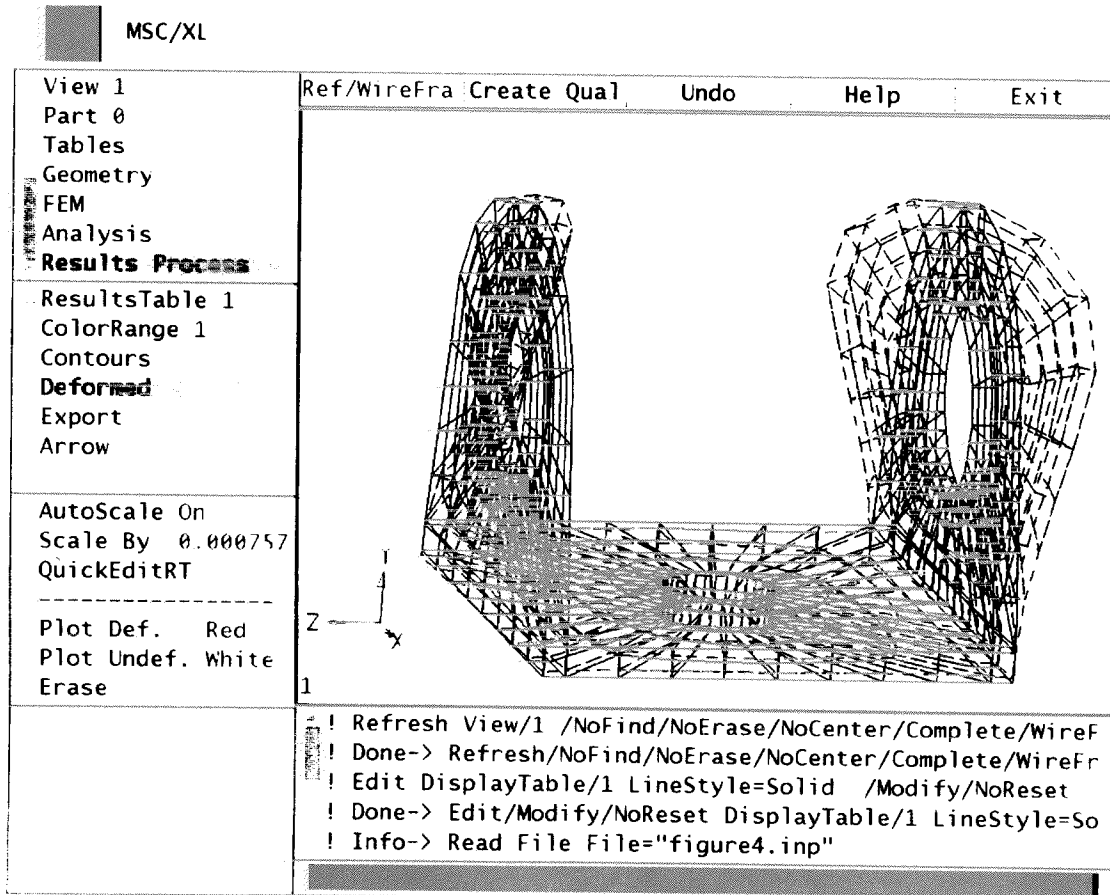 MSC/XL
View 1
Part 0
Tables
Geometry
FEM
Analysis
Results Process
ResultsTable 1
ColorRange 1
Contours
Deformed
Export
Arrow
AutoScale On
Scale By 0.000757
QuickEditRT
--------------------
Plot Def. Red
Plot Undef. White
Erase
Ref/WireFra Create Qual Undo Help Exit
Z
X
1
! Refresh View/1 /NoFind/NoErase/NoCenter/Complete/WireF
! Done-> Refresh/NoFind/NoErase/NoCenter/Complete/WireFr
! Edit DisplayTable/1 LineStyle=Solid /Modify/NoReset
! Done-> Edit/Modify/NoReset DisplayTable/1 LineStyle=So
! Info-> Read File File="figure4.inp"